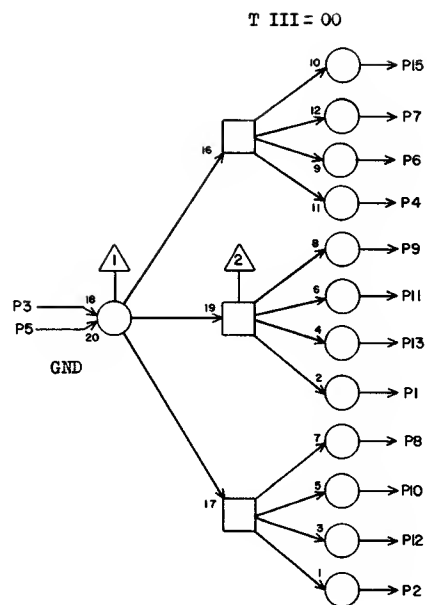 T III = 00
10 P15
12 P7
16 9 P6
11 P4
1 2 8 P9
P3 18 19 6 P11
P5 20 4 P13
GND 2 P1
7 P8
17 5 P10
3 P12
1 P2